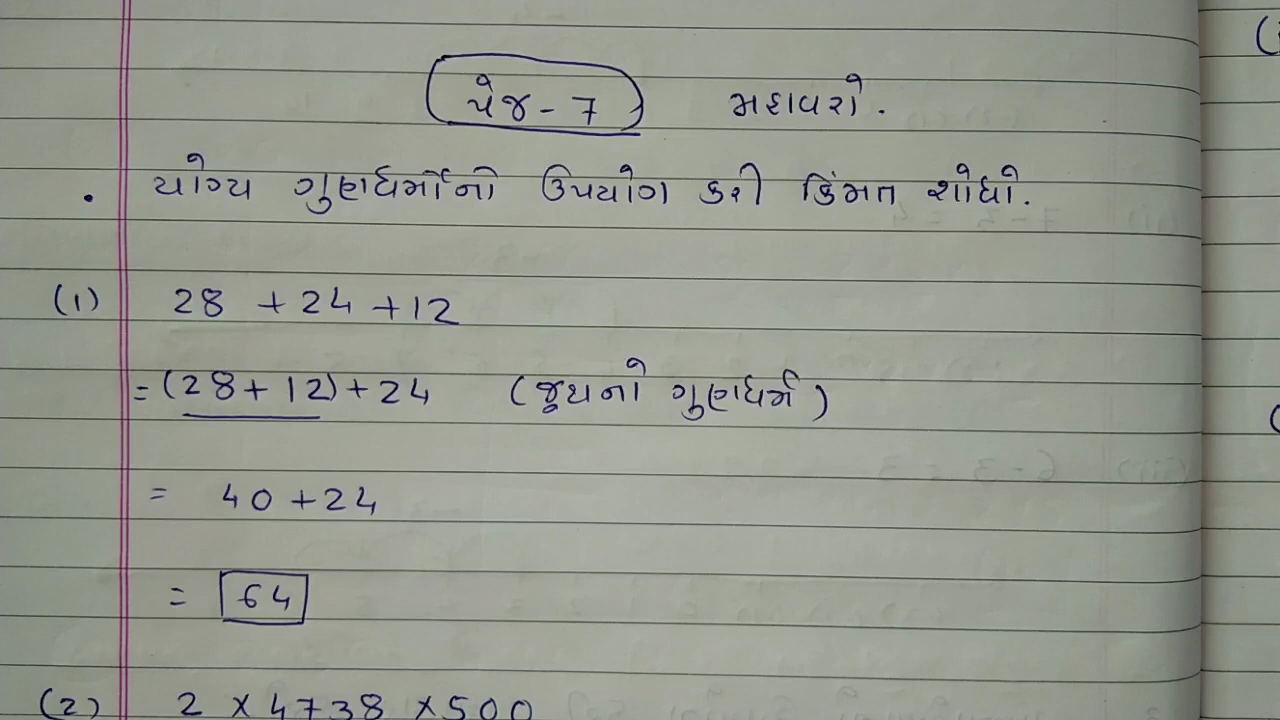 પેજ - 7 મહાવરો.
. યોગ્ય ગુણધર્મોનો ઉપયોગ કરી કિંમત શોધો.
(1) 28 + 24 + 12
= (28 + 12) + 24 (જૂથનો ગુણધર્મ)
= 40 + 24
= 64
(2) 2 × 4738 × 500